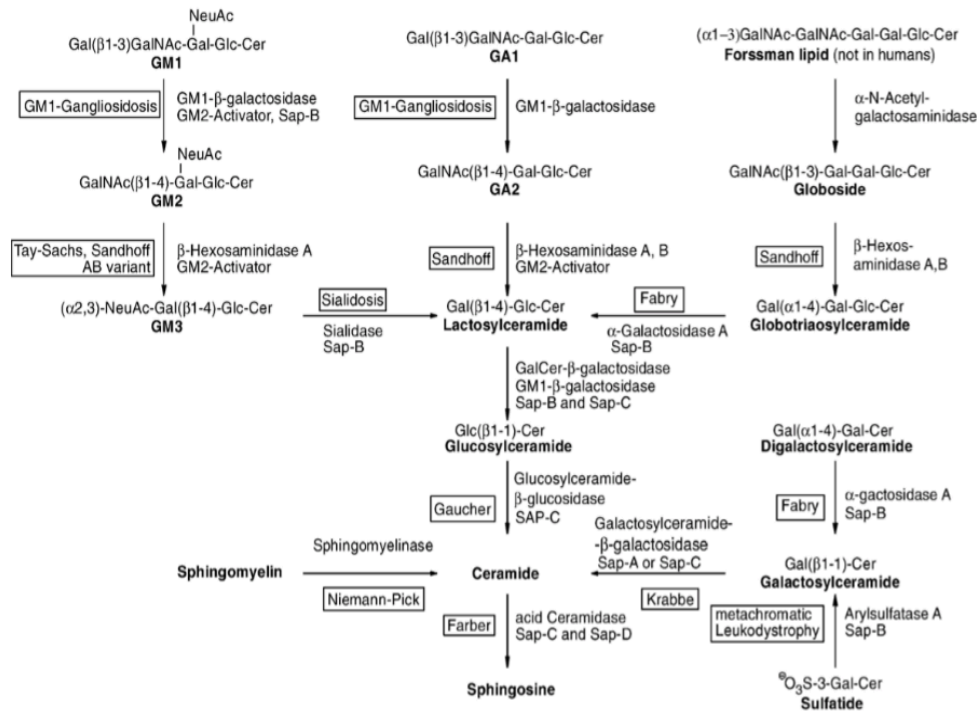 NeuAc
Gal(β1-3)GalNAc-Gal-Glc-Cer
GM1
Gal(β1-3)GalNAc-Gal-Glc-Cer
GA1
(α1-3)GalNAc-GalNAc-Gal-Gal-Glc-Cer
Forssman lipid (not in humans)
GM1-Gangliosidosis
GM1-β-galactosidase
GM2-Activator, Sap-B
GM1-Gangliosidosis
GM1-β-galactosidase
α-N-Acetyl-
galactosaminidase
NeuAc
GalNAc(β1-4)-Gal-Glc-Cer
GM2
GalNAc(β1-4)-Gal-Glc-Cer
GA2
GalNAc(β1-3)-Gal-Gal-Glc-Cer
Globoside
Tay-Sachs, Sandhoff
AB variant
β-Hexosaminidase A
GM2-Activator
Sandhoff
β-Hexosaminidase A, B
GM2-Activator
Sandhoff
β-Hexos-
aminidase A,B
(α2,3)-NeuAc-Gal(β1-4)-Glc-Cer
GM3
Sialidosis
Sialidase
Sap-B
Gal(β1-4)-Glc-Cer
Lactosylceramide
Fabry
α-Galactosidase A
Sap-B
Gal(α1-4)-Gal-Glc-Cer
Globotriaosylceramide
GalCer-β-galactosidase
GM1-β-galactosidase
Sap-B and Sap-C
Glc(β1-1)-Cer
Glucosylceramide
Gal(α1-4)-Gal-Cer
Digalactosylceramide
Gaucher
Glucosylceramide-
β-glucosidase
SAP-C
Fabry
α-gactosidase A
Sap-B
Sphingomyelin
Sphingomyelinase
Niemann-Pick
Ceramide
Galactosylceramide-
-β-galactosidase
Sap-A or Sap-C
Krabbe
Gal(β1-1)-Cer
Galactosylceramide
Farber
acid Ceramidase
Sap-C and Sap-D
metachromatic
Leukodystrophy
Arylsulfatase A
Sap-B
Sphingosine
⊖O3S-3-Gal-Cer
Sulfatide